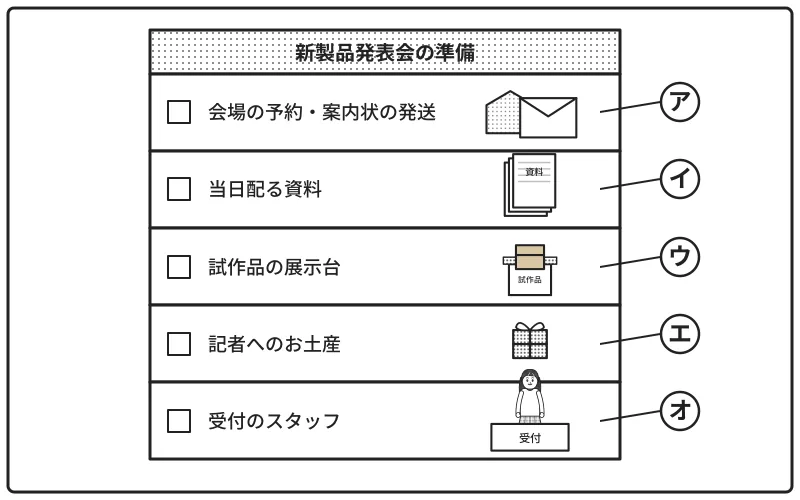 新製品発表会の準備
会場の予約・案内状の発送
ア
資料
当日配る資料
イ
試作品の展示台
試作品
ウ
記者へのお土産
エ
受付のスタッフ
受付
オ